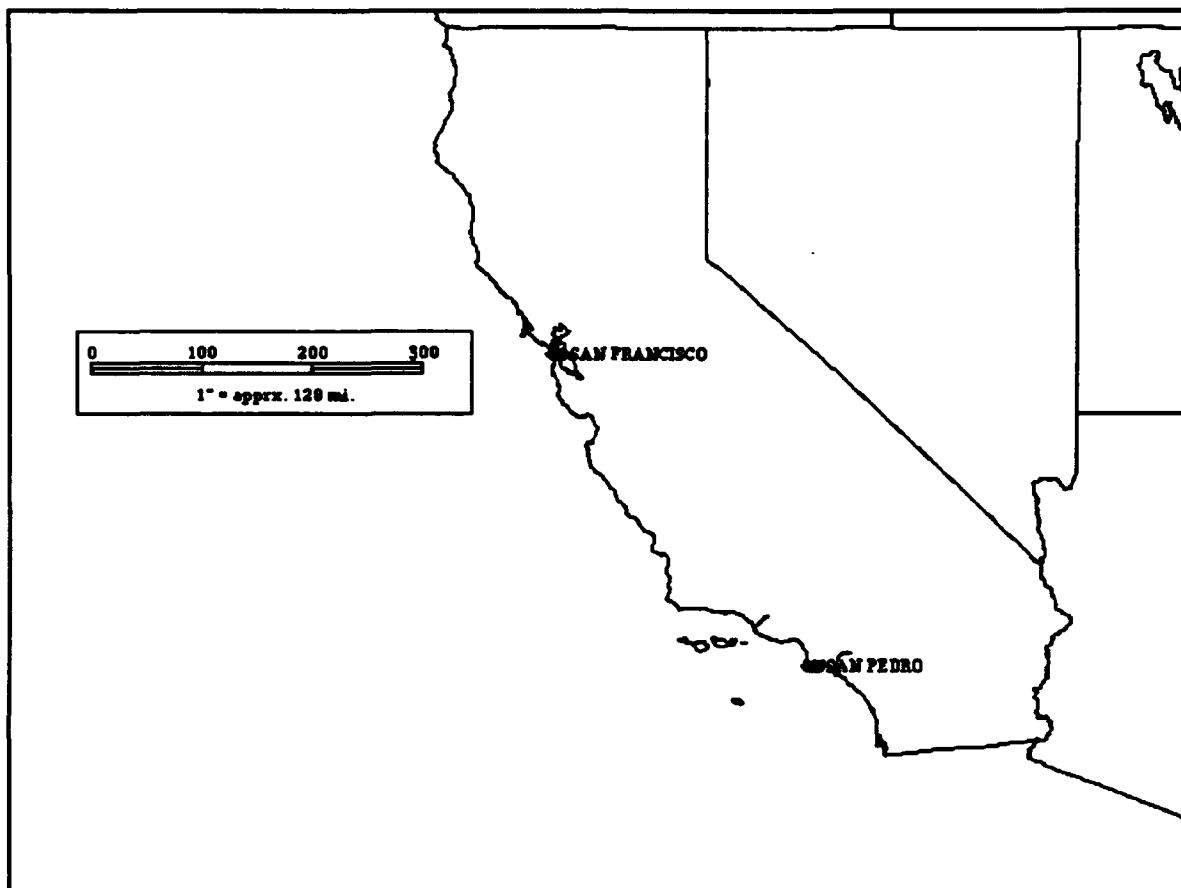 SAN FRANCISCO
0 100 200 300
1" = apprx. 128 mi.
SAN PEDRO